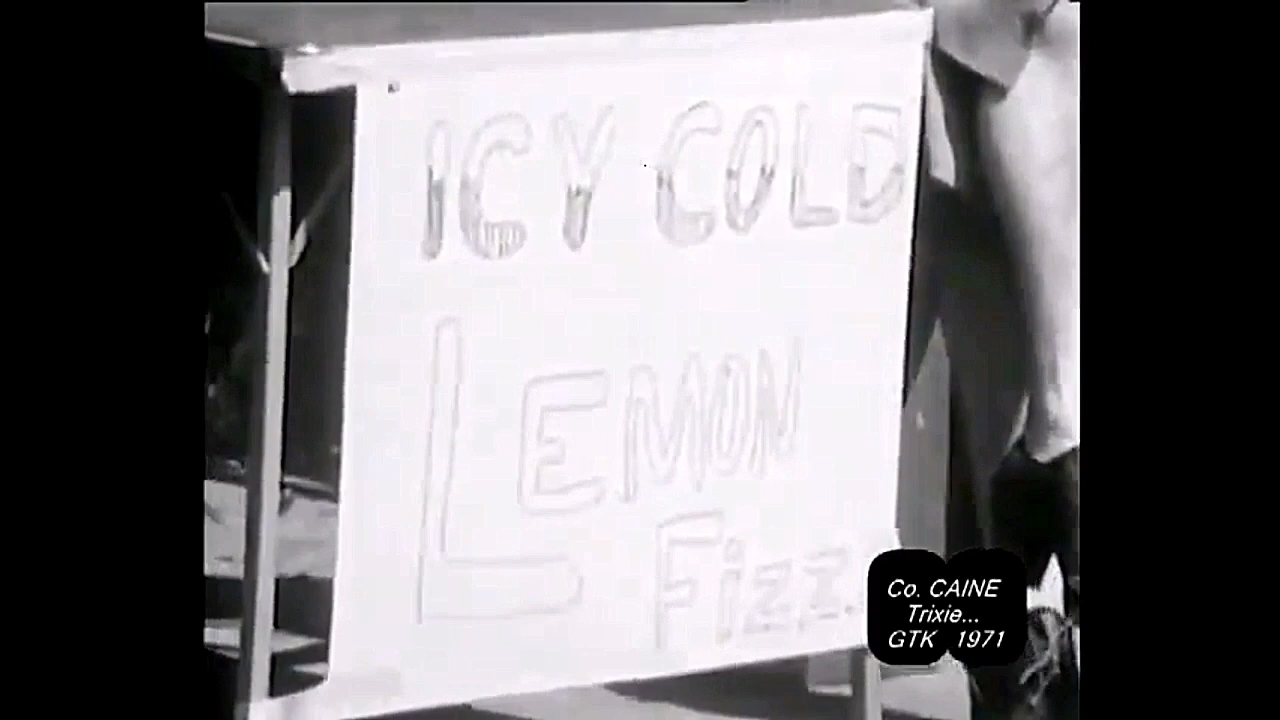 ICY COLD
LEMON
Fizz
Co. CAINE
Trixie...
GTK 1971